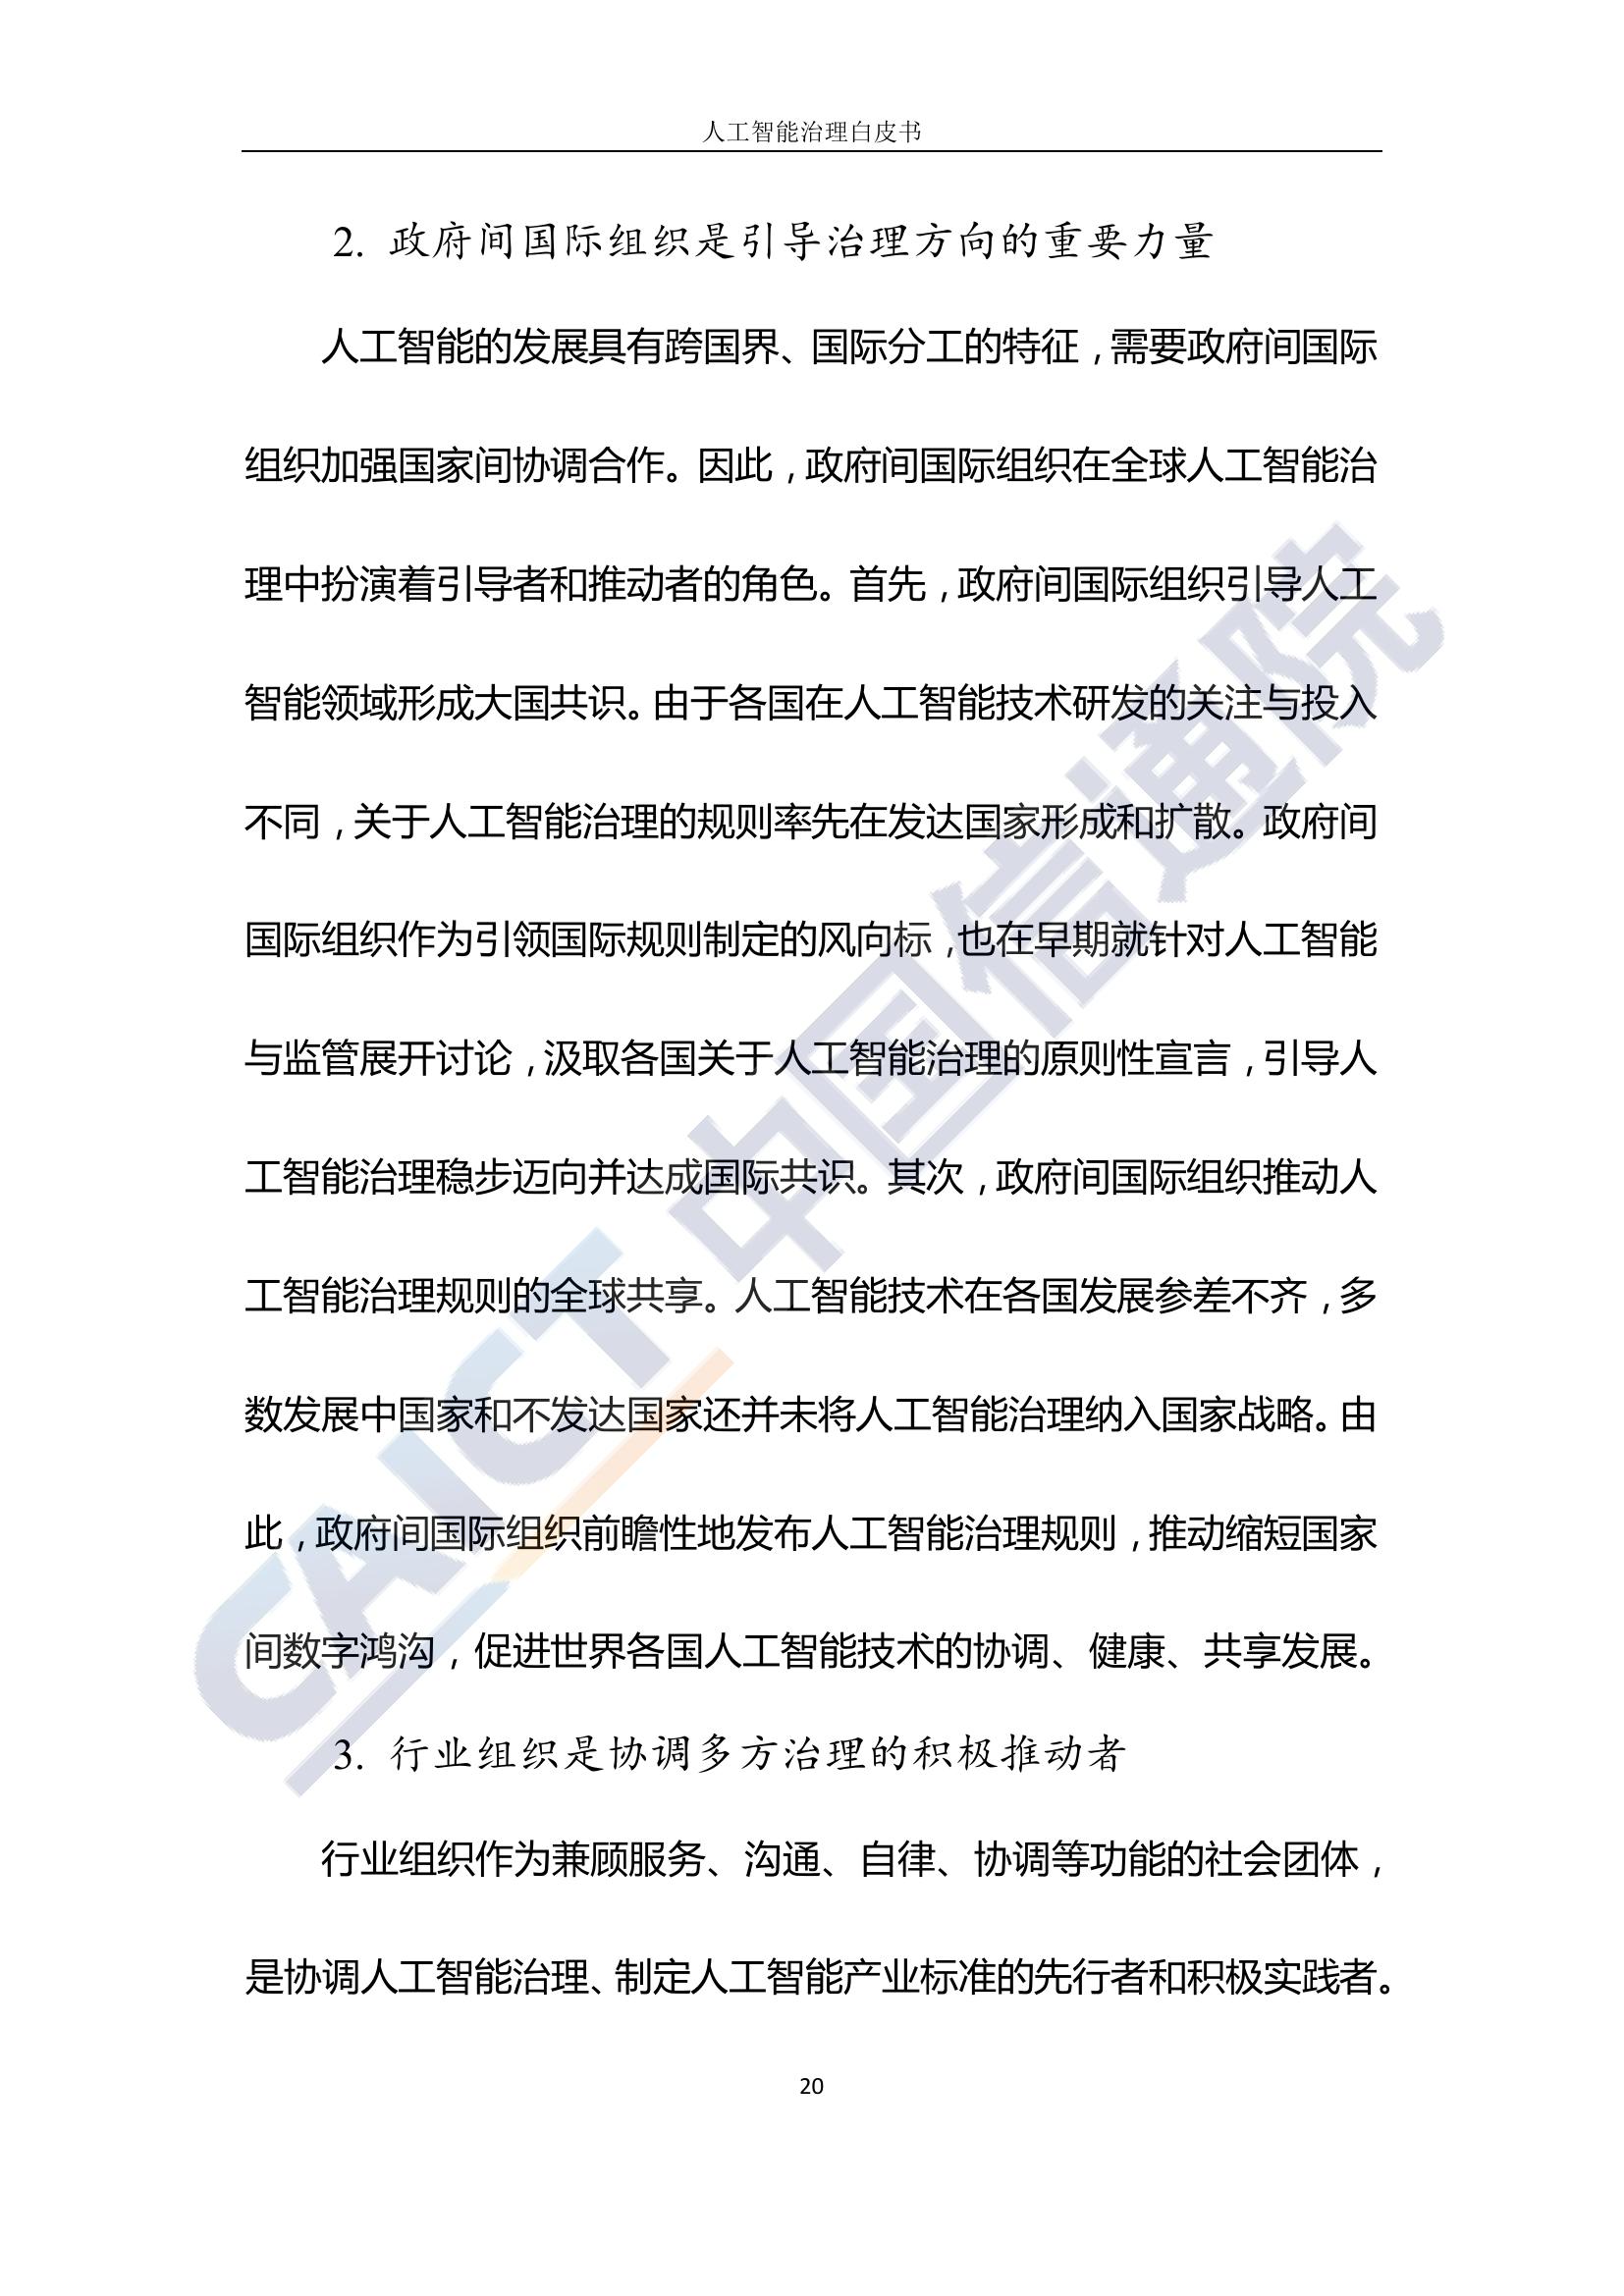 人工智能治理白皮书
2. 政府间国际组织是引导治理方向的重要力量
人工智能的发展具有跨国界、国际分工的特征，需要政府间国际
组织加强国家间协调合作。因此，政府间国际组织在全球人工智能治
理中扮演着引导者和推动者的角色。首先，政府间国际组织引导人工
智能领域形成大国共识。由于各国在人工智能技术研发的关注与投入
不同，关于人工智能治理的规则率先在发达国家形成和扩散。政府间
国际组织作为引领国际规则制定的风向标，也在早期就针对人工智能
与监管展开讨论，汲取各国关于人工智能治理的原则性宣言，引导人
工智能治理稳步迈向并达成国际共识。其次，政府间国际组织推动人
工智能治理规则的全球共享。人工智能技术在各国发展参差不齐，多
数发展中国家和不发达国家还并未将人工智能治理纳入国家战略。由
此，政府间国际组织前瞻性地发布人工智能治理规则，推动缩短国家
间数字鸿沟，促进世界各国人工智能技术的协调、健康、共享发展。
3. 行业组织是协调多方治理的积极推动者
行业组织作为兼顾服务、沟通、自律、协调等功能的社会团体，
是协调人工智能治理、制定人工智能产业标准的先行者和积极实践者。
20
CAICT 中国信通院